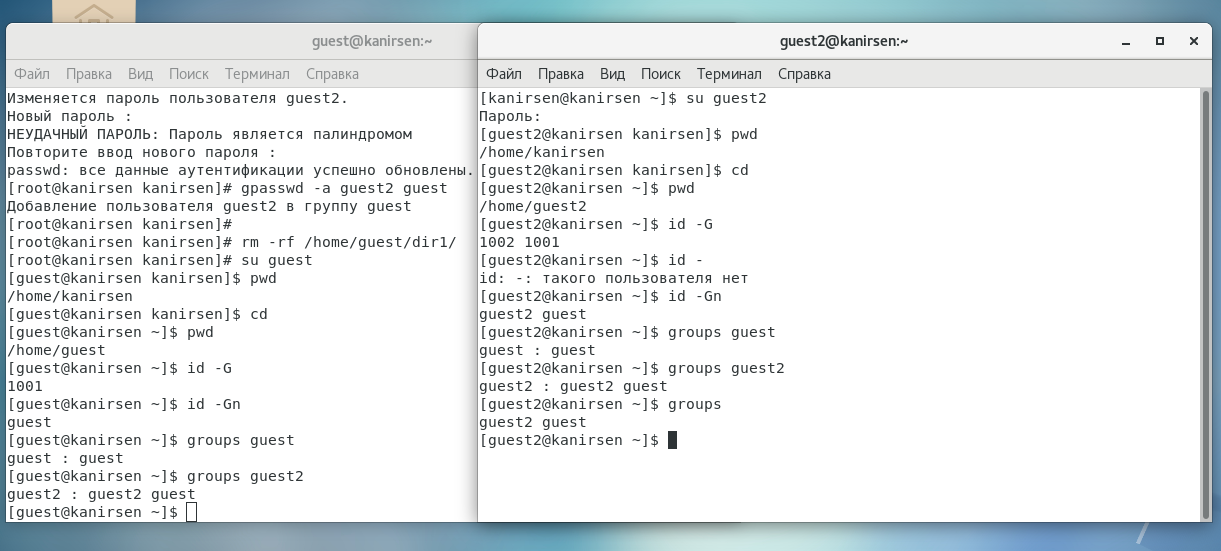 guest@kanirsen:~
Файл Правка Вид Поиск Терминал Справка
Изменяется пароль пользователя guest2.
Новый пароль :
НЕУДАЧНЫЙ ПАРОЛЬ: Пароль является палиндромом
Повторите ввод нового пароля :
passwd: все данные аутентификации успешно обновлены.
[root@kanirsen kanirsen]# gpasswd -a guest2 guest
Добавление пользователя guest2 в группу guest
[root@kanirsen kanirsen]#
[root@kanirsen kanirsen]# rm -rf /home/guest/dir1/
[root@kanirsen kanirsen]# su guest
[guest@kanirsen kanirsen]$ pwd
/home/kanirsen
[guest@kanirsen kanirsen]$ cd
[guest@kanirsen ~]$ pwd
/home/guest
[guest@kanirsen ~]$ id -G
1001
[guest@kanirsen ~]$ id -Gn
guest
[guest@kanirsen ~]$ groups guest
guest : guest
[guest@kanirsen ~]$ groups guest2
guest2 : guest2 guest
[guest@kanirsen ~]$
guest2@kanirsen:~
Файл Правка Вид Поиск Терминал Справка
[kanirsen@kanirsen ~]$ su guest2
Пароль:
[guest2@kanirsen kanirsen]$ pwd
/home/kanirsen
[guest2@kanirsen kanirsen]$ cd
[guest2@kanirsen ~]$ pwd
/home/guest2
[guest2@kanirsen ~]$ id -G
1002 1001
[guest2@kanirsen ~]$ id -
id: -: такого пользователя нет
[guest2@kanirsen ~]$ id -Gn
guest2 guest
[guest2@kanirsen ~]$ groups guest
guest : guest
[guest2@kanirsen ~]$ groups guest2
guest2 : guest2 guest
[guest2@kanirsen ~]$ groups
guest2 guest
[guest2@kanirsen ~]$